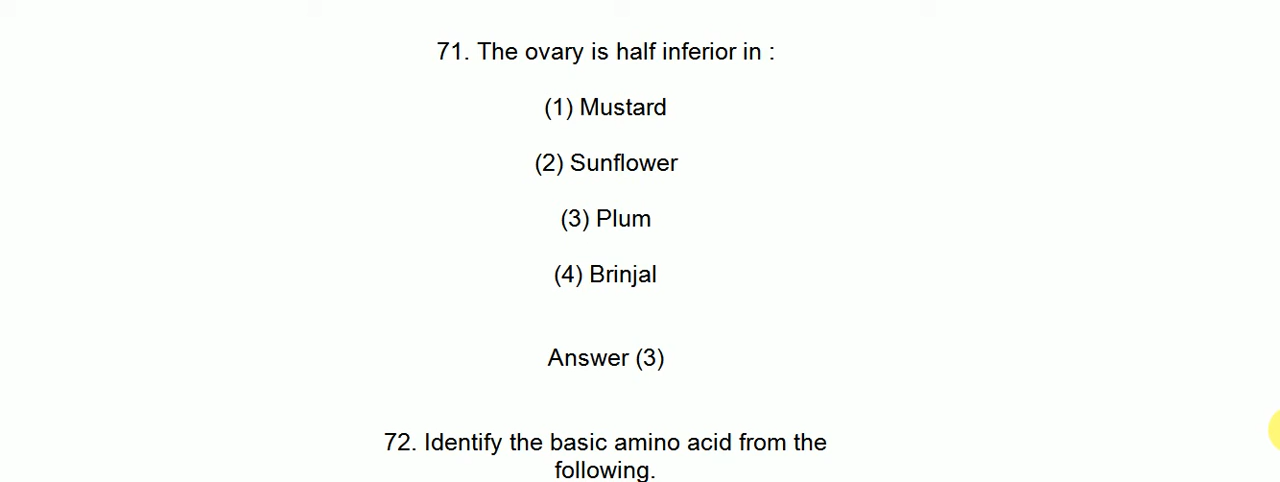 71. The ovary is half inferior in :
(1) Mustard
(2) Sunflower
(3) Plum
(4) Brinjal
Answer (3)
72. Identify the basic amino acid from the
following.